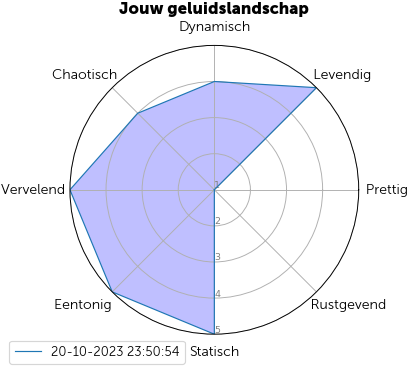 Jouw geluidslandschap
Dynamisch
Chaotisch
Levendig
Vervelend
1
Prettig
2
3
Eentonig
4
Rustgevend
5
20-10-2023 23:50:54
Statisch